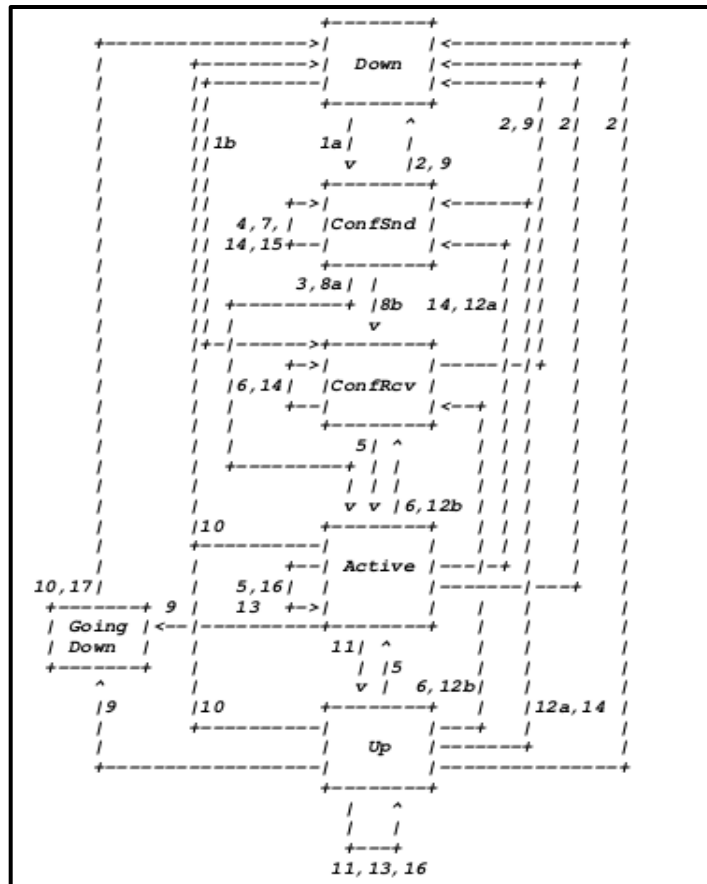 Down
2,9 2 2
1b 1a 2,9
4,7, ConfSnd
14,15
3,8a 8b 14,12a
6,14 ConfRcv
5
6,12b
10
Active
10,17 5,16
9 13
Going
Down 11 5
6,12b
9 10 12a,14
Up
11,13,16